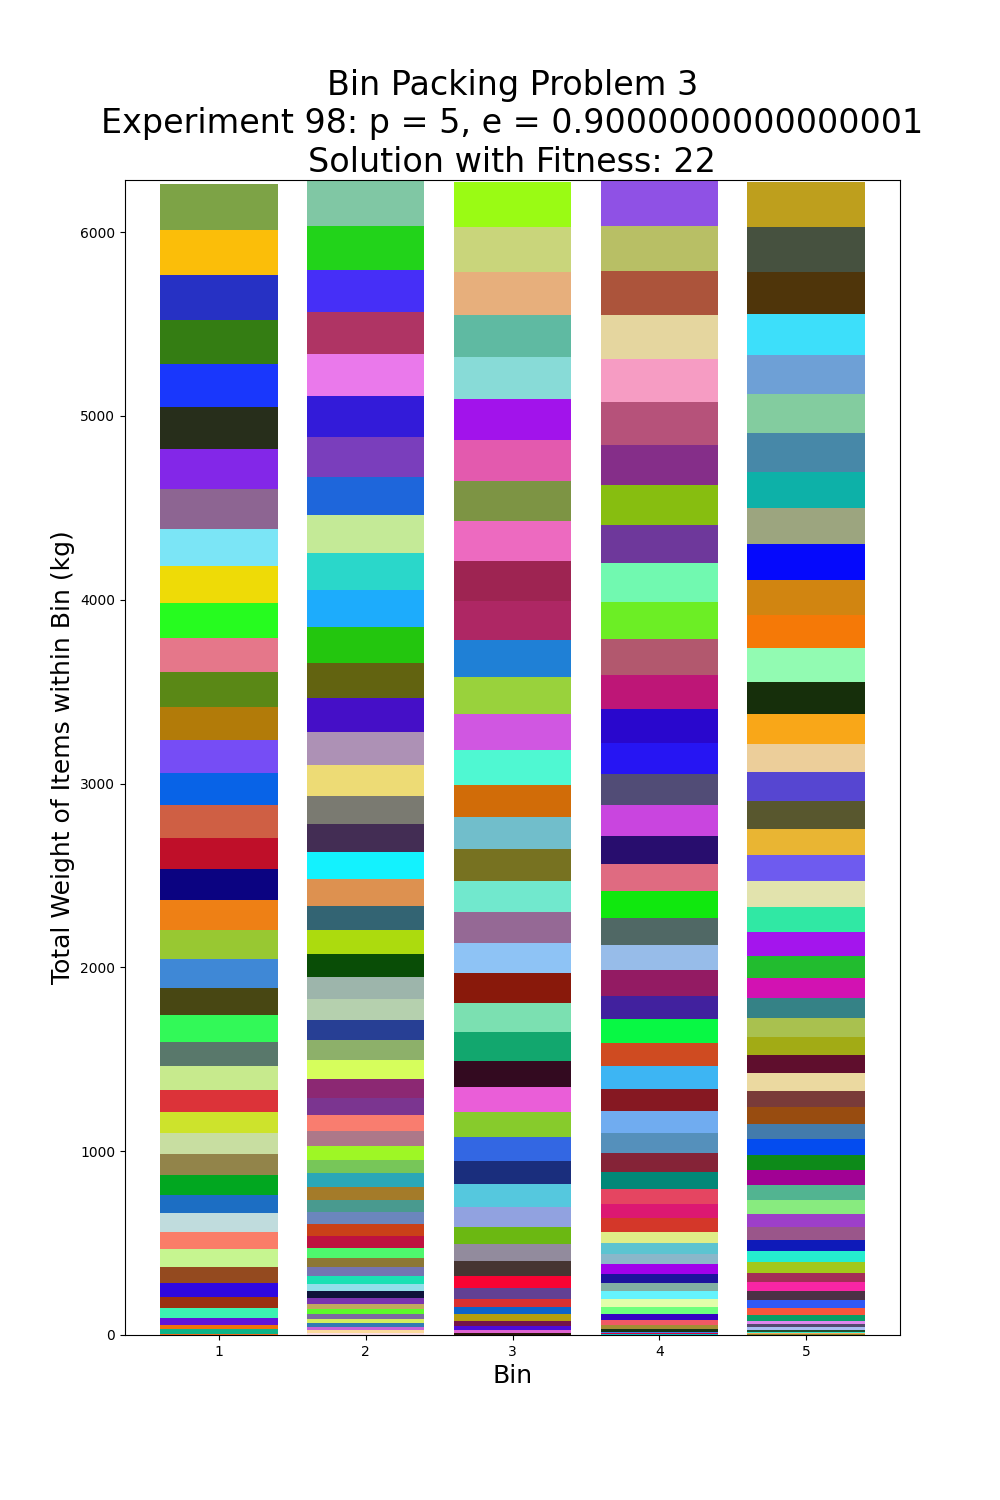 Bin Packing Problem 3
Experiment 98: p = 5, e = 0.9000000000000001
Solution with Fitness: 22
Total Weight of Items within Bin (kg)
6000
5000
4000
3000
2000
1000
0
1 2 3 4 5
Bin